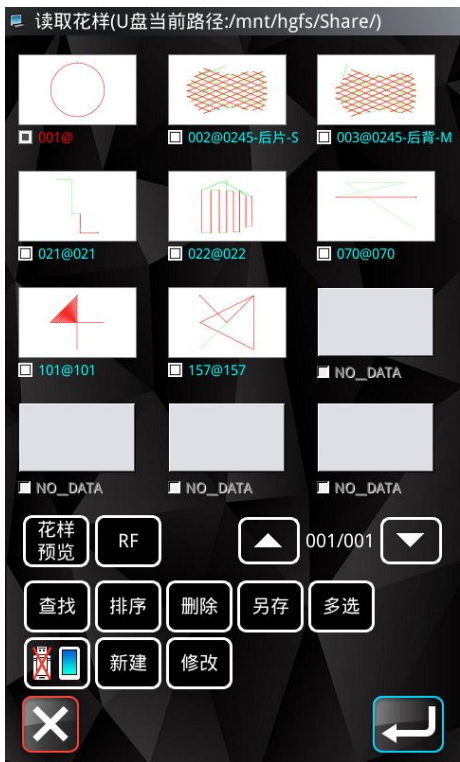 读取花样(U盘当前路径:/mnt/hgfs/Share/)
001@
002@0245-后片-S
003@0245-后背-M
021@021
022@022
070@070
101@101
157@157
NO_DATA
NO_DATA
NO_DATA
NO_DATA
花样
预览
RF
001/001
查找
排序
删除
另存
多选
新建
修改